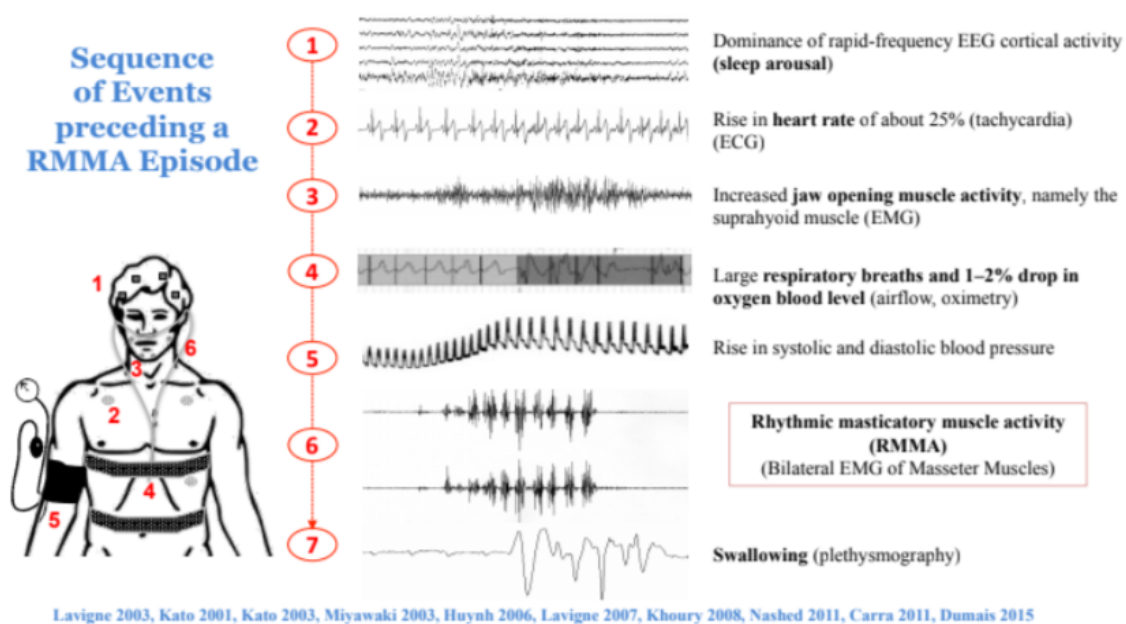 Sequence
of Events
preceding a
RMMA Episode
1
Dominance of rapid-frequency EEG cortical activity
(sleep arousal)
2
Rise in heart rate of about 25% (tachycardia)
(ECG)
3
Increased jaw opening muscle activity, namely the
suprahyoid muscle (EMG)
4
Large respiratory breaths and 1–2% drop in
oxygen blood level (airflow, oximetry)
5
Rise in systolic and diastolic blood pressure
6
Rhythmic masticatory muscle activity
(RMMA)
(Bilateral EMG of Masseter Muscles)
7
Swallowing (plethysmography)
1
6
3
2
4
5
Lavigne 2003, Kato 2001, Kato 2003, Miyawaki 2003, Huynh 2006, Lavigne 2007, Khoury 2008, Nashed 2011, Carra 2011, Dumais 2015